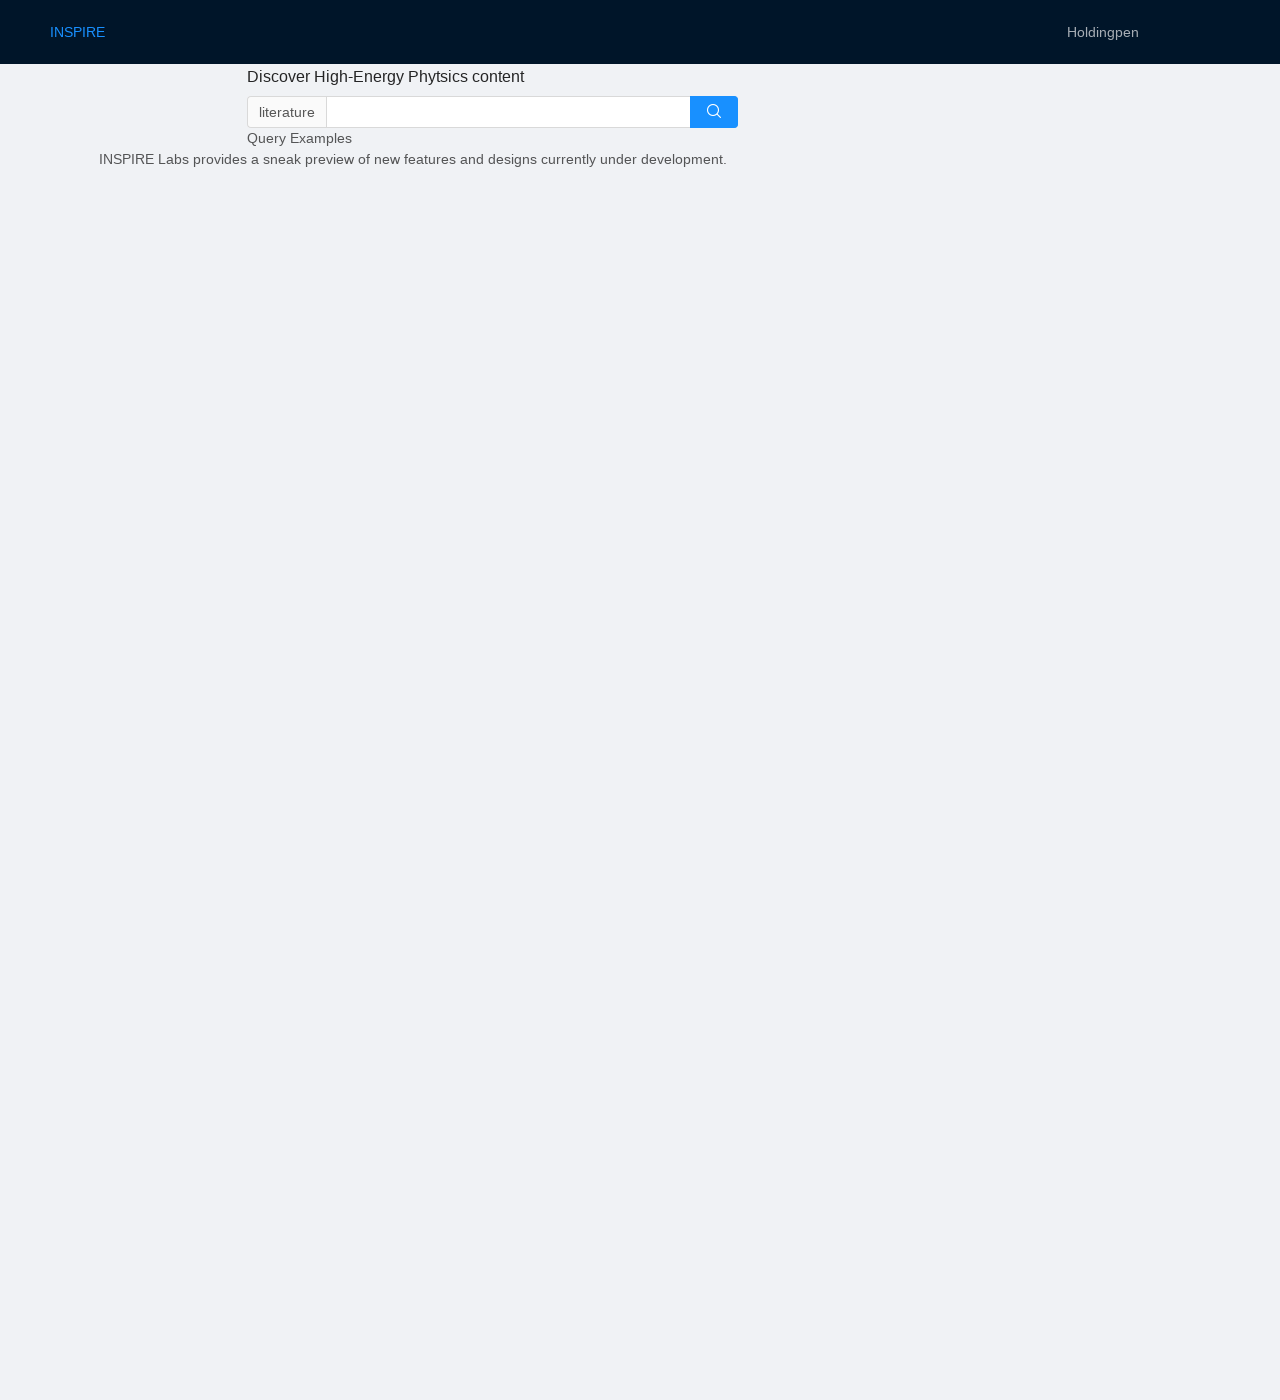 INSPIRE
Holdingpen
Discover High-Energy Phytsics content
literature
Query Examples
INSPIRE Labs provides a sneak preview of new features and designs currently under development.